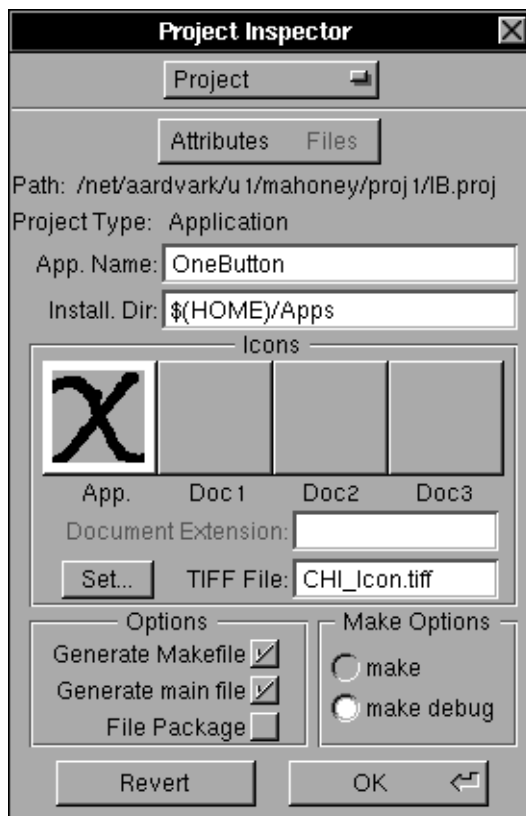 Project Inspector
Project
Attributes Files
Path: /net/aardvark/u1/mahoney/proj1/IB.proj
Project Type: Application
App. Name: OneButton
Install. Dir: $(HOME)/Apps
Icons
App. Doc1 Doc2 Doc3
Document Extension:
Set... TIFF File: CHI_Icon.tiff
Options Make Options
Generate Makefile make
Generate main file make debug
File Package
Revert OK